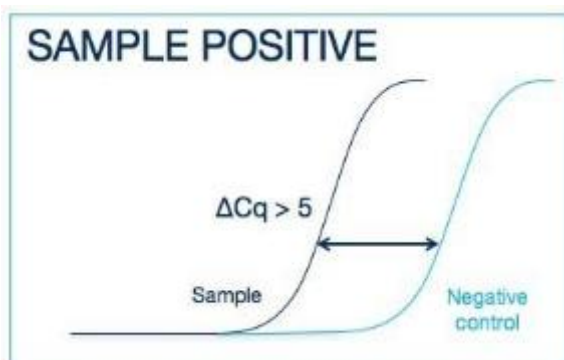 SAMPLE POSITIVE
ΔCq > 5
Sample
Negative
control